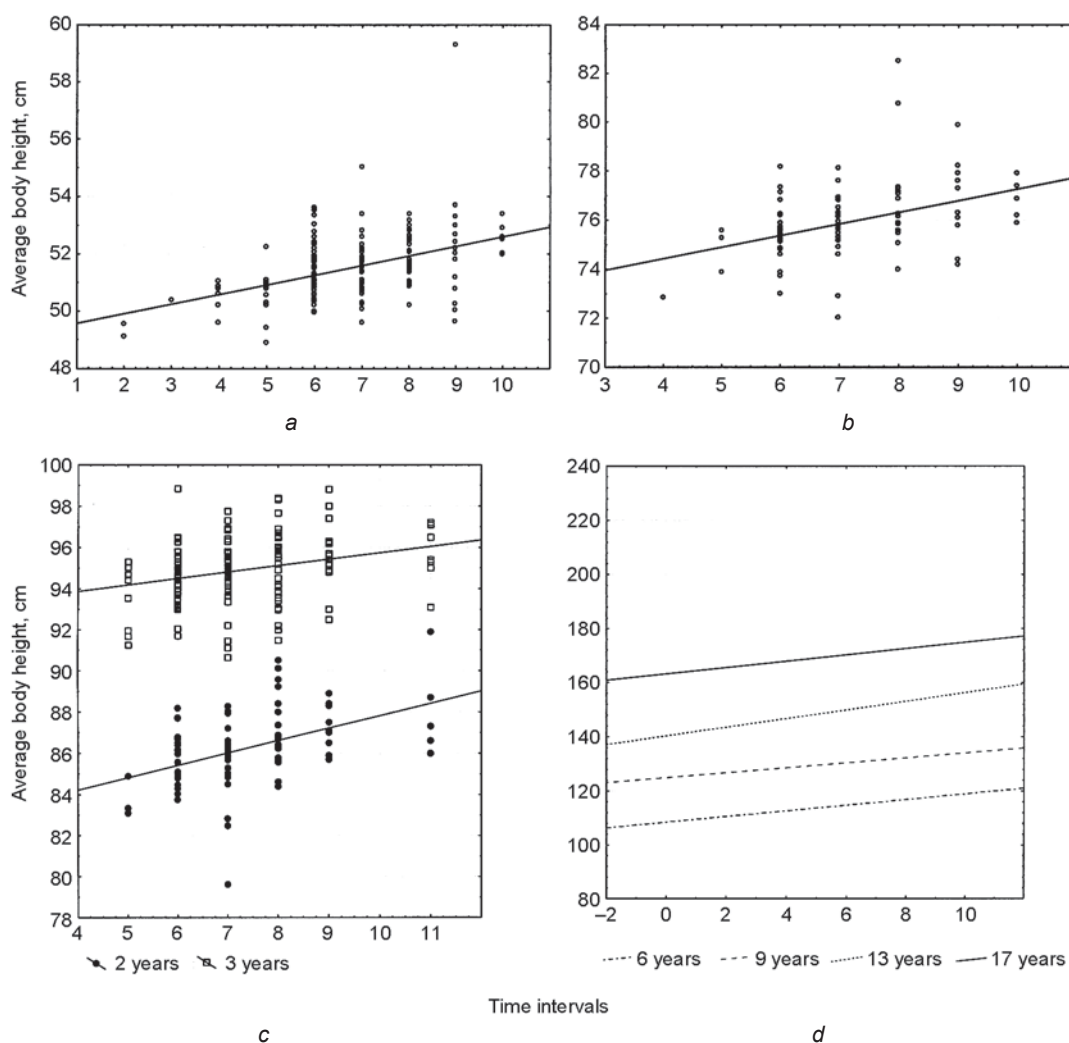 60
58
56
54
52
50
48
Average body height, cm
1 2 3 4 5 6 7 8 9 10
a
84
82
80
78
76
74
72
70
3 4 5 6 7 8 9 10
b
100
98
96
94
92
90
88
86
84
82
80
78
Average body height, cm
4 5 6 7 8 9 10 11
2 years 3 years
c
240
220
200
180
160
140
120
100
80
–2 0 2 4 6 8 10
6 years 9 years 13 years 17 years
Time intervals
d